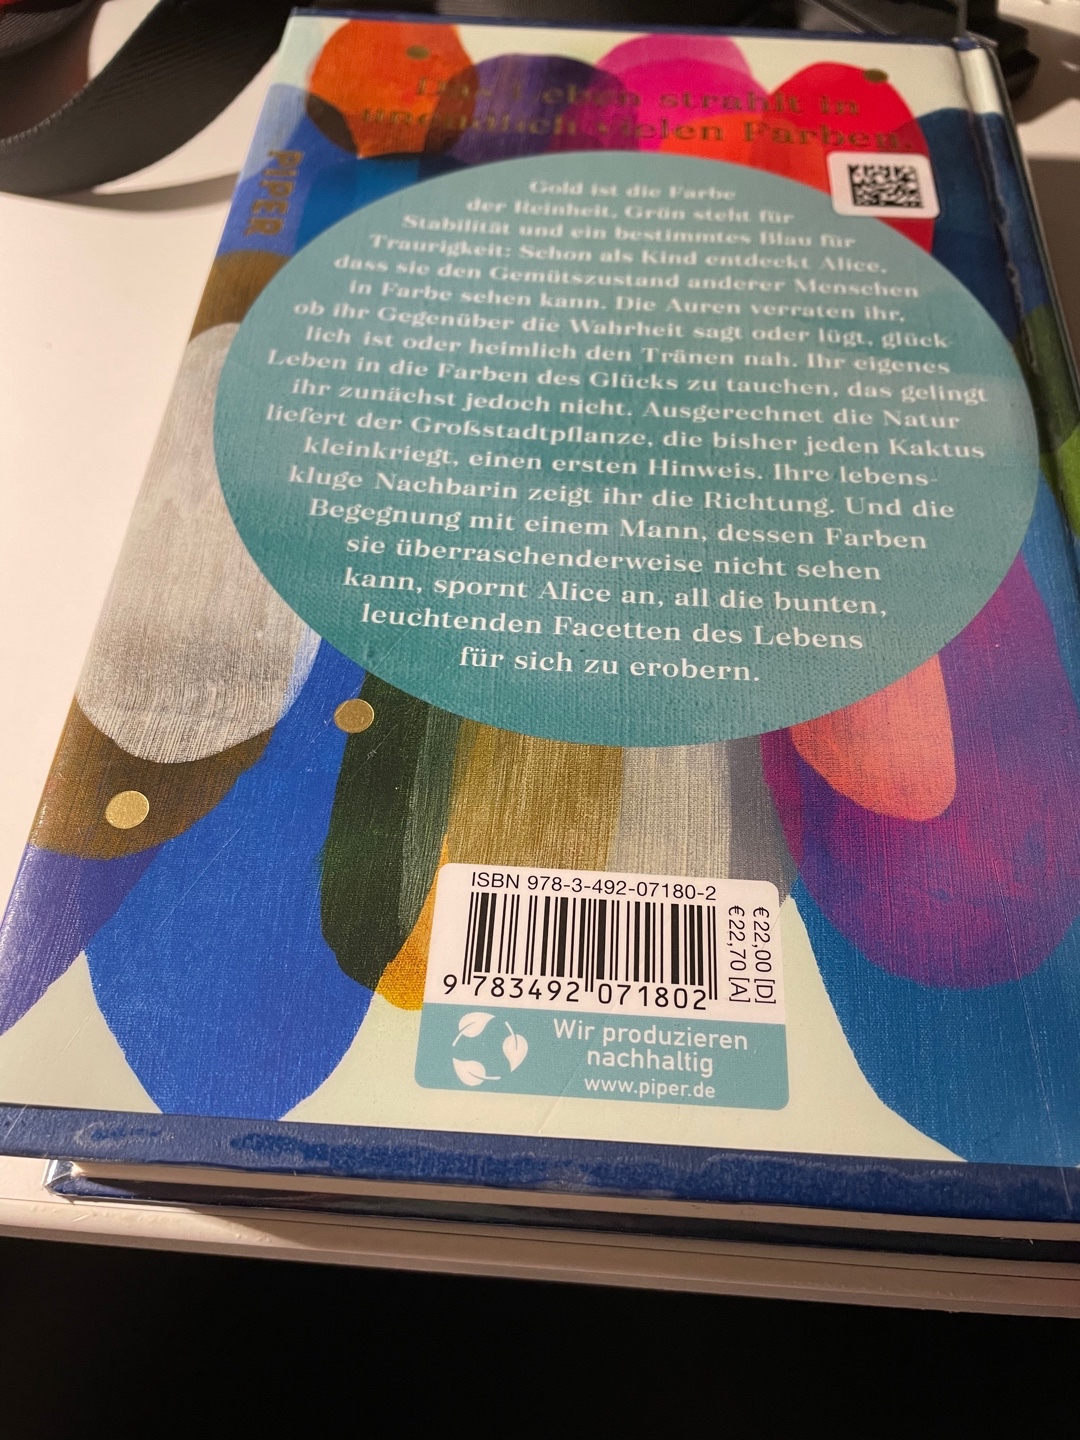 Das Leben strahlt in
unendlich vielen Farben.
PIPER
Gold ist die Farbe
der Reinheit, Grün steht für
Stabilität und ein bestimmtes Blau für
Traurigkeit: Schon als Kind entdeckt Alice,
dass sie den Gemütszustand anderer Menschen
in Farbe sehen kann. Die Auren verraten ihr,
ob ihr Gegenüber die Wahrheit sagt oder lügt, glück-
lich ist oder heimlich den Tränen nah. Ihr eigenes
Leben in die Farben des Glücks zu tauchen, das gelingt
ihr zunächst jedoch nicht. Ausgerechnet die Natur
liefert der Großstadtpflanze, die bisher jeden Kaktus
kleinkriegt, einen ersten Hinweis. Ihre lebens-
kluge Nachbarin zeigt ihr die Richtung. Und die
Begegnung mit einem Mann, dessen Farben
sie überraschenderweise nicht sehen
kann, spornt Alice an, all die bunten,
leuchtenden Facetten des Lebens
für sich zu erobern.
ISBN 978-3-492-07180-2
9 783492 071802
€ 22,00 [D]
€ 22,70 [A]
Wir produzieren
nachhaltig
www.piper.de